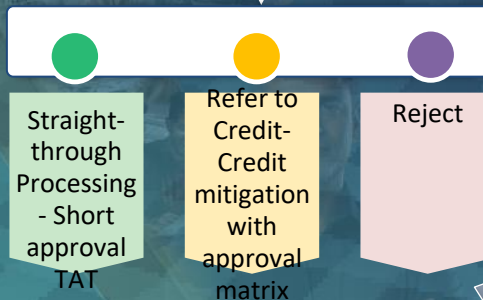 Straight-
through
Processing
- Short
approval
TAT
Refer to
Credit-
Credit
mitigation
with
approval
matrix
Reject